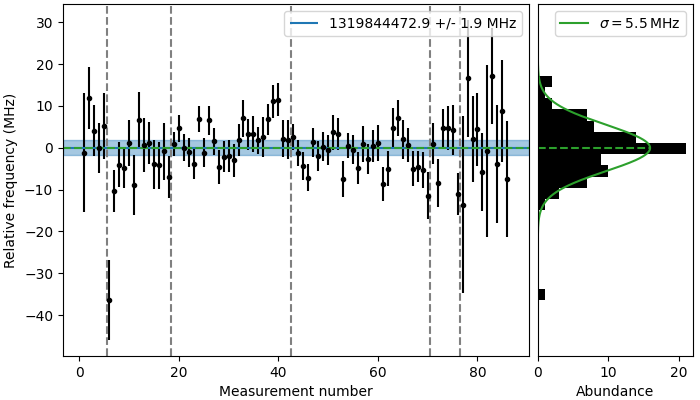 1319844472.9 +/- 1.9 MHz
σ = 5.5 MHz
Relative frequency (MHz)
30
20
10
0
−10
−20
−30
−40
0 20 40 60 80
0 10 20
Measurement number
Abundance